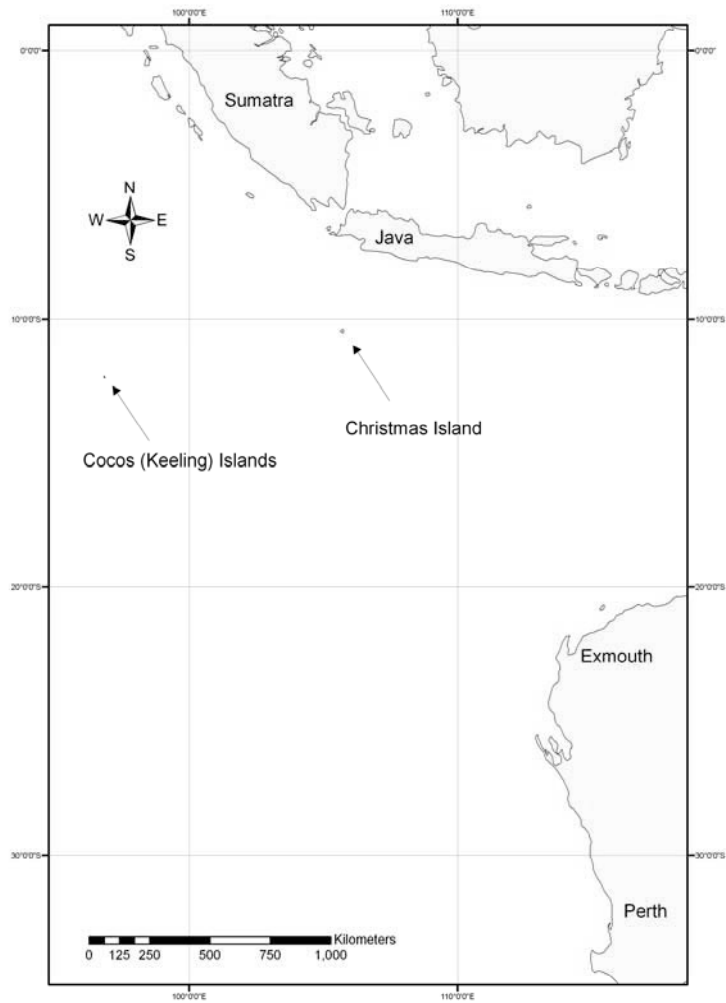 100°0'0"E 110°0'0"E
0°0'0" 0°0'0"
Sumatra
N
W E
S
Java
10°0'0"S 10°0'0"S
Christmas Island
Cocos (Keeling) Islands
20°0'0"S 20°0'0"S
Exmouth
30°0'0"S 30°0'0"S
Perth
Kilometers
0 125 250 500 750 1,000
100°0'0"E 110°0'0"E